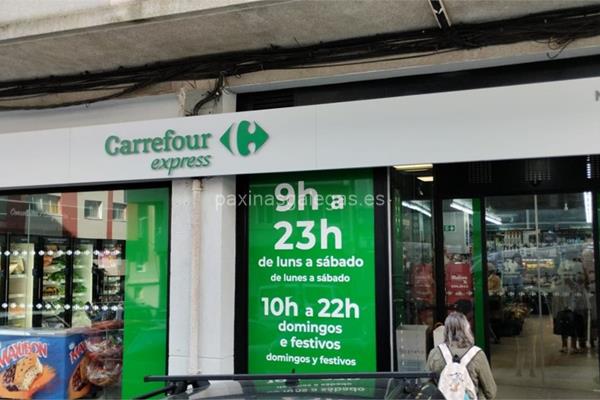 Carrefour
express
9h a
23h
de luns a sábado
de lunes a sábado
10h a 22h
domingos
e festivos
domingos y festivos
MAXIBON
paxinasgalegas.es